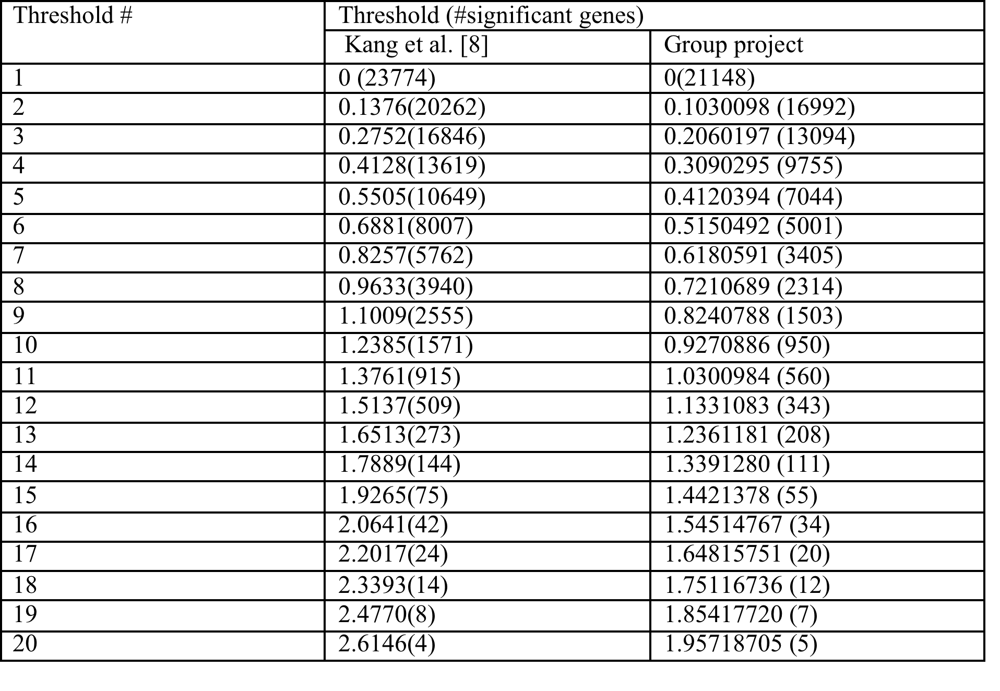 Threshold # Threshold (#significant genes)
Kang et al. [8] Group project
1 0 (23774) 0(21148)
2 0.1376(20262) 0.1030098 (16992)
3 0.2752(16846) 0.2060197 (13094)
4 0.4128(13619) 0.3090295 (9755)
5 0.5505(10649) 0.4120394 (7044)
6 0.6881(8007) 0.5150492 (5001)
7 0.8257(5762) 0.6180591 (3405)
8 0.9633(3940) 0.7210689 (2314)
9 1.1009(2555) 0.8240788 (1503)
10 1.2385(1571) 0.9270886 (950)
11 1.3761(915) 1.0300984 (560)
12 1.5137(509) 1.1331083 (343)
13 1.6513(273) 1.2361181 (208)
14 1.7889(144) 1.3391280 (111)
15 1.9265(75) 1.4421378 (55)
16 2.0641(42) 1.54514767 (34)
17 2.2017(24) 1.64815751 (20)
18 2.3393(14) 1.75116736 (12)
19 2.4770(8) 1.85417720 (7)
20 2.6146(4) 1.95718705 (5)